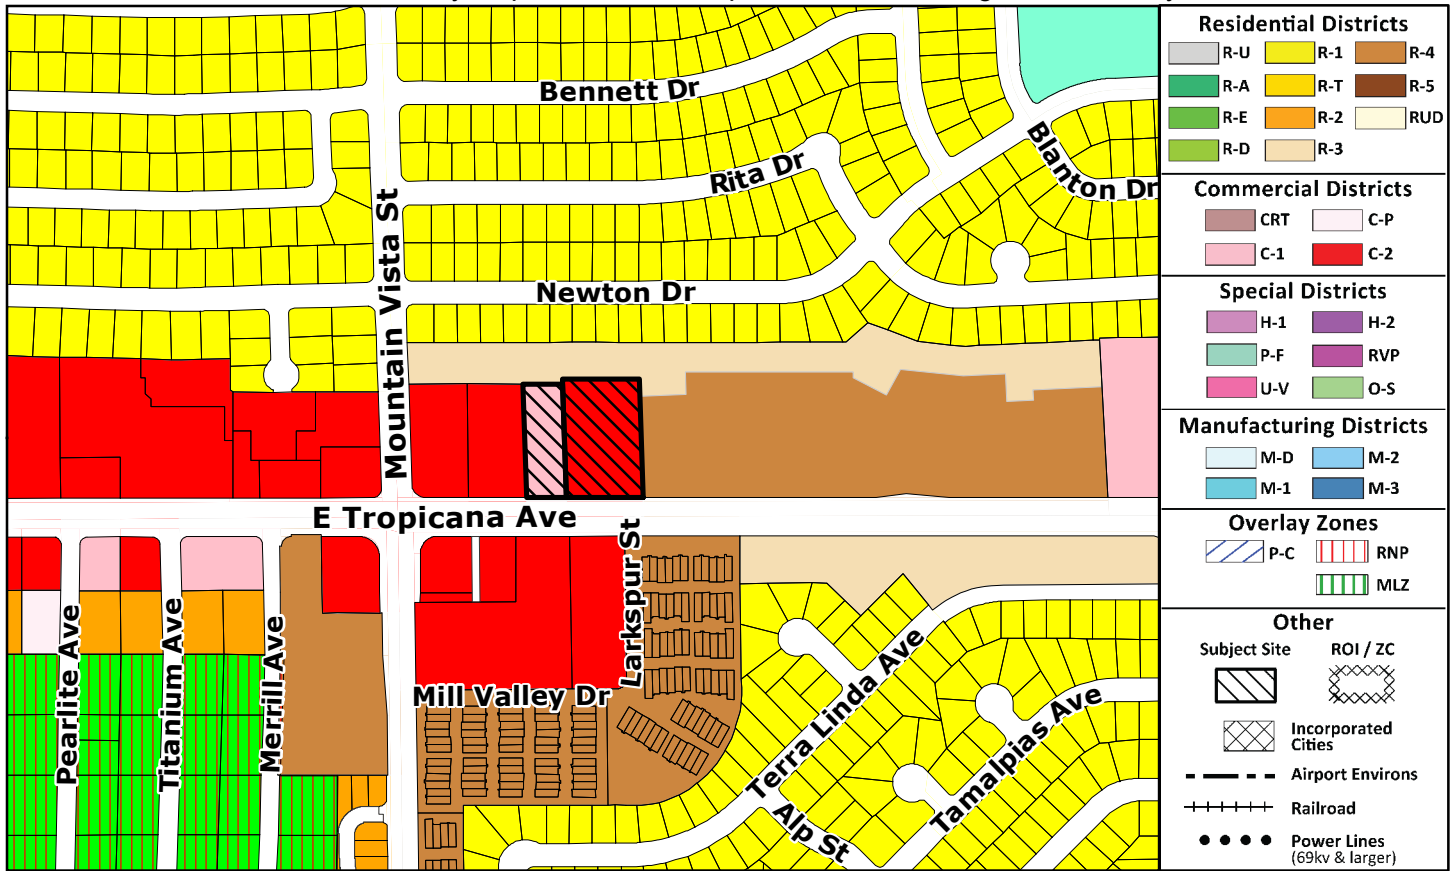 Bennett Dr
Rita Dr
Blanton Dr
Mountain Vista St
Newton Dr
E Tropicana Ave
Larkspur St
Pearlite Ave
Titanium Ave
Merrill Ave
Mill Valley Dr
Terra Linda Ave
Tamalpias Ave
Alp St
Residential Districts
R-U R-1 R-4
R-A R-T R-5
R-E R-2 RUD
R-D R-3
Commercial Districts
CRT C-P
C-1 C-2
Special Districts
H-1 H-2
P-F RVP
U-V O-S
Manufacturing Districts
M-D M-2
M-1 M-3
Overlay Zones
P-C RNP
MLZ
Other
Subject Site ROI / ZC
Incorporated
Cities
Airport Environs
Railroad
Power Lines
(69kv & larger)